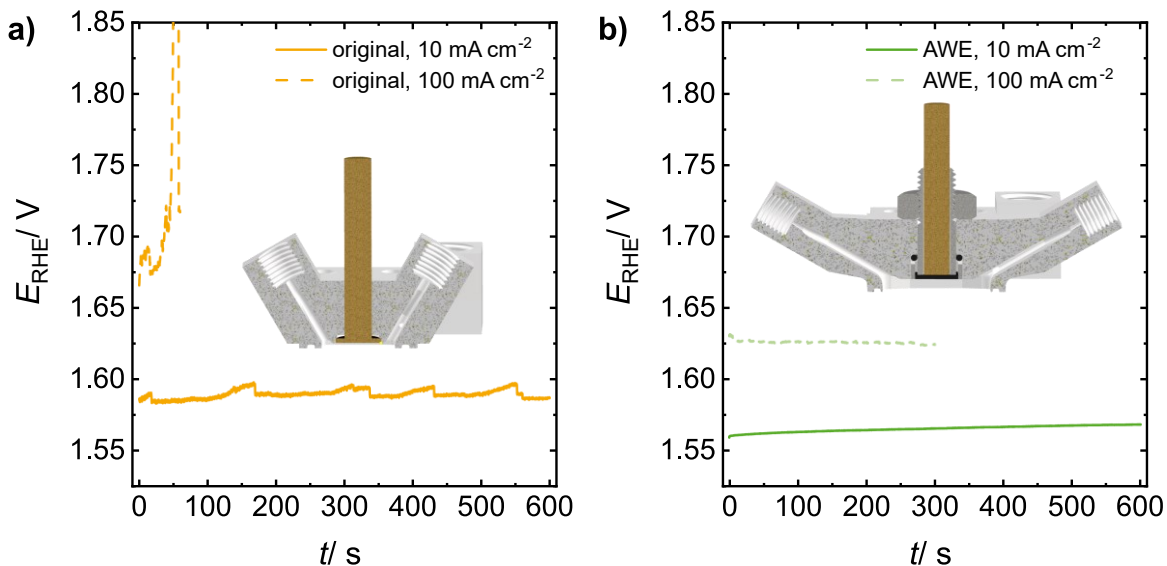 a)
original, 10 mA cm⁻²
original, 100 mA cm⁻²
1.85
1.80
1.75
1.70
1.65
1.60
1.55
E_RHE/ V
0 100 200 300 400 500 600
t/ s
b)
AWE, 10 mA cm⁻²
AWE, 100 mA cm⁻²
1.85
1.80
1.75
1.70
1.65
1.60
1.55
E_RHE/ V
0 100 200 300 400 500 600
t/ s